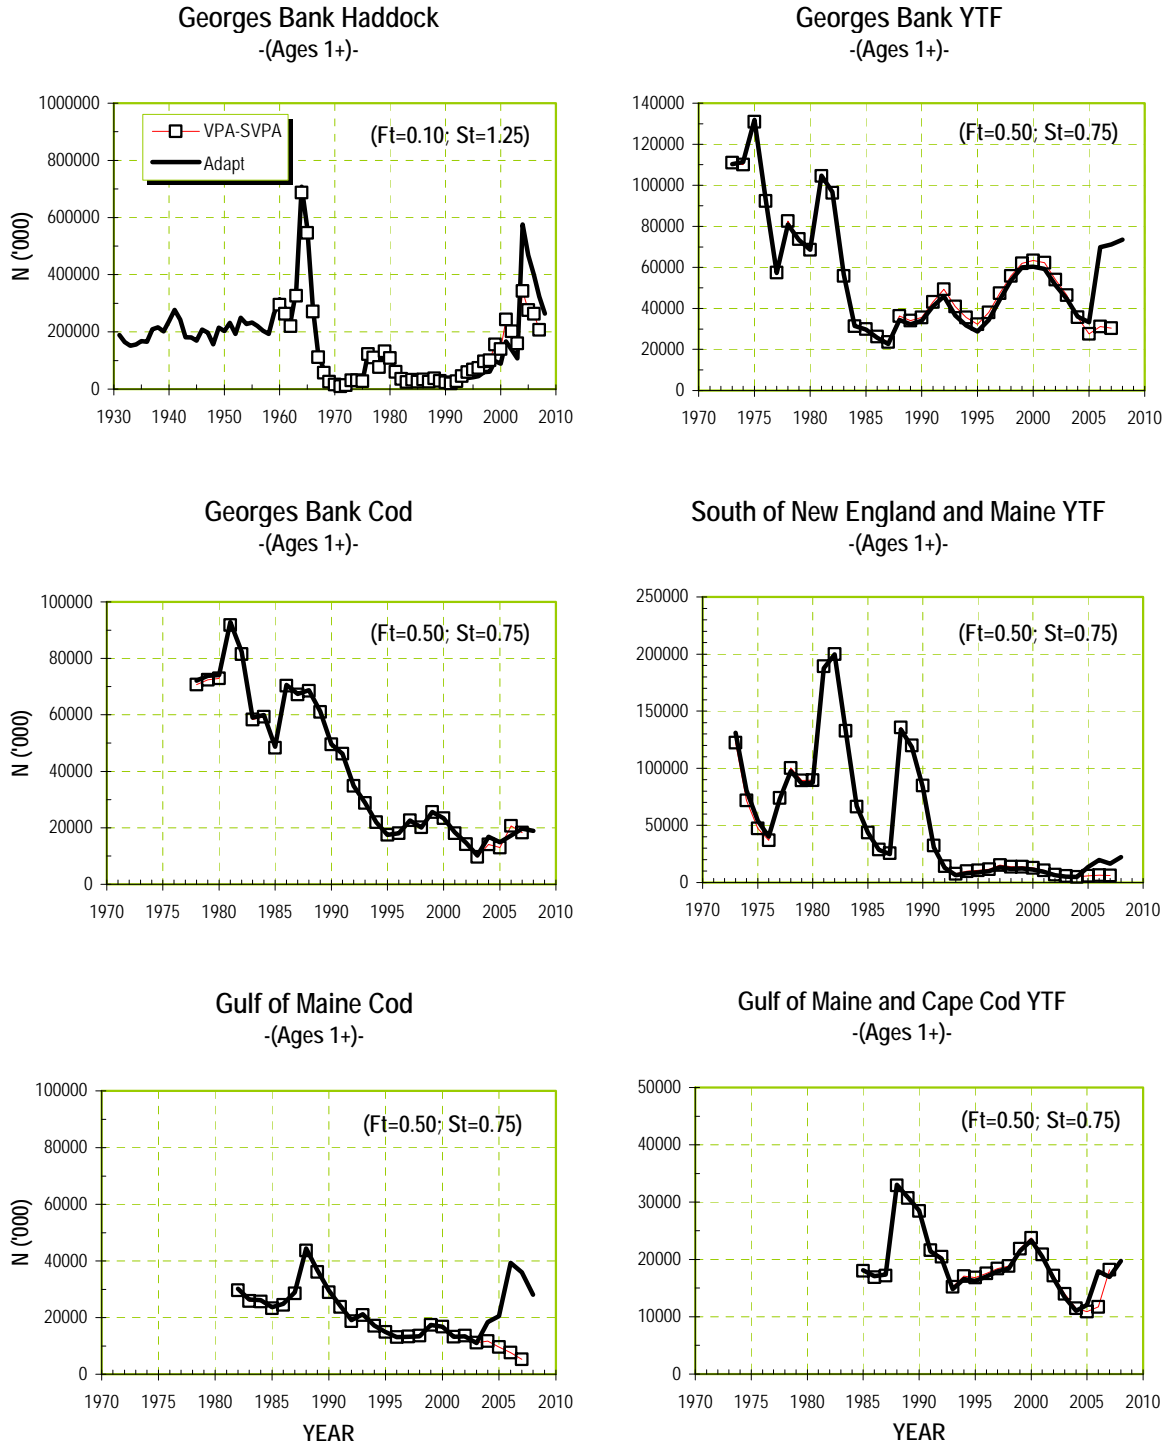 Georges Bank Haddock
-(Ages 1+)-
1000000
800000
600000
400000
200000
0
N ('000)
VPA-SVPA
Adapt
(Ft=0.10; St=1.25)
1930 1940 1950 1960 1970 1980 1990 2000 2010
Georges Bank YTF
-(Ages 1+)-
140000
120000
100000
80000
60000
40000
20000
0
(Ft=0.50; St=0.75)
1970 1975 1980 1985 1990 1995 2000 2005 2010
Georges Bank Cod
-(Ages 1+)-
100000
80000
60000
40000
20000
0
N ('000)
(Ft=0.50; St=0.75)
1970 1975 1980 1985 1990 1995 2000 2005 2010
South of New England and Maine YTF
-(Ages 1+)-
250000
200000
150000
100000
50000
0
(Ft=0.50; St=0.75)
1970 1975 1980 1985 1990 1995 2000 2005 2010
Gulf of Maine Cod
-(Ages 1+)-
100000
80000
60000
40000
20000
0
N ('000)
(Ft=0.50; St=0.75)
1970 1975 1980 1985 1990 1995 2000 2005 2010
YEAR
Gulf of Maine and Cape Cod YTF
-(Ages 1+)-
50000
40000
30000
20000
10000
0
(Ft=0.50; St=0.75)
1970 1975 1980 1985 1990 1995 2000 2005 2010
YEAR